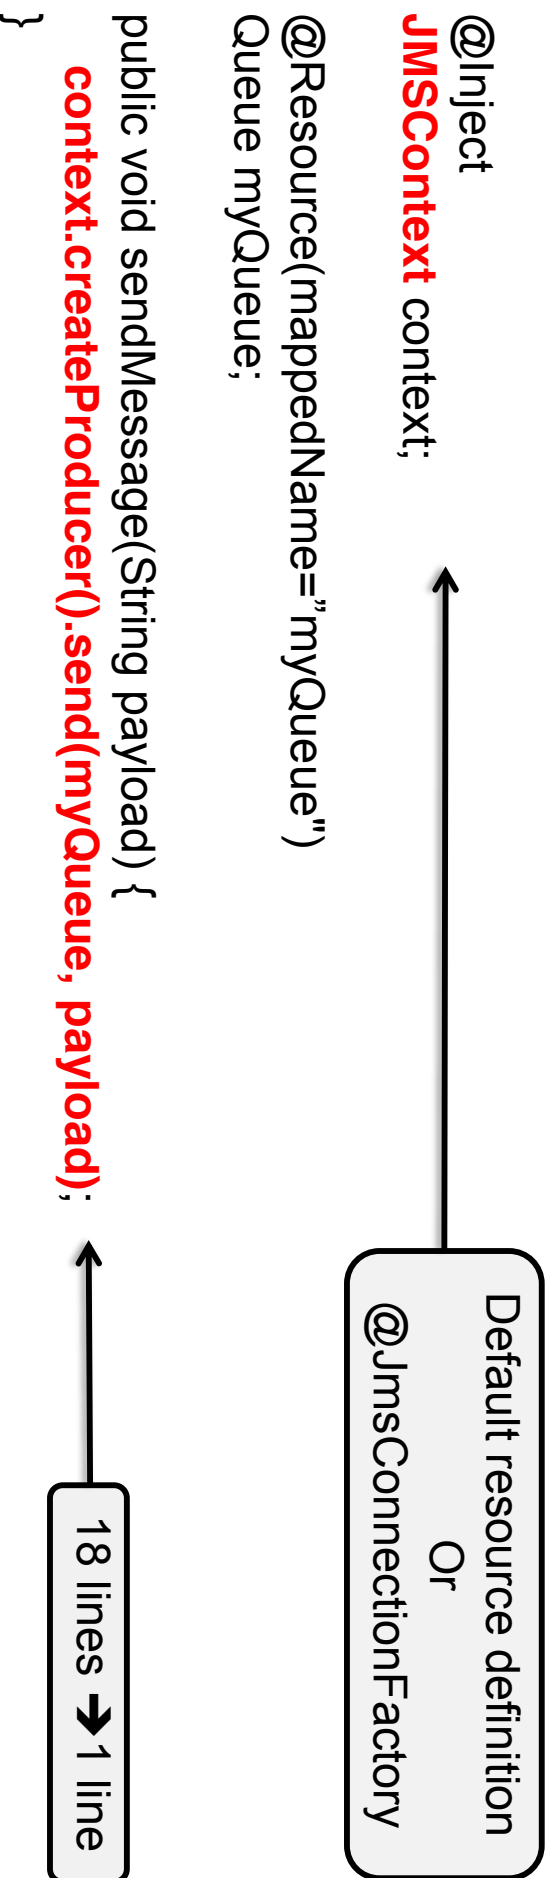 @Inject
JMSContext context;
@Resource(mappedName=”myQueue")
Queue myQueue;
public void sendMessage(String payload) {
context.createProducer().send(myQueue, payload);
}
Default resource definition
Or
@JmsConnectionFactory
18 lines ➔1 line